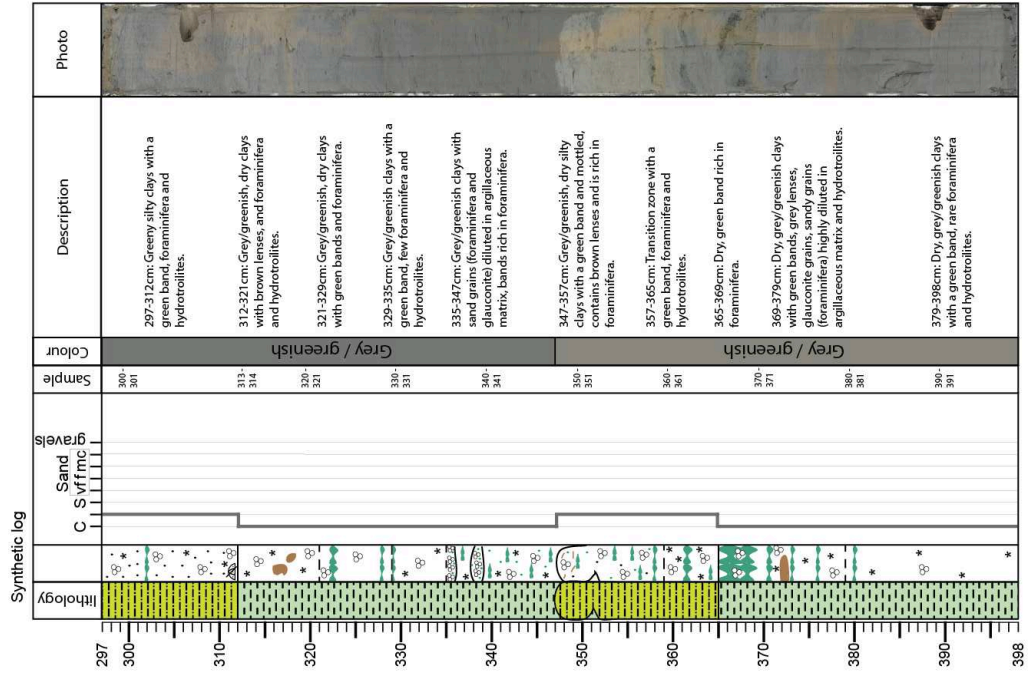 Synthetic log
lithology
C
S
vf
f
m
c
Sand
gravels
Sample
Colour
Description
Photo
297
300
310
320
330
340
350
360
370
380
390
398
300-
301
313-
314
320-
321
330-
331
340-
341
350-
351
360-
361
370-
371
380-
381
390-
391
Grey / greenish
Grey / greenish
297-312cm: Greeny silty clays with a
green band, foraminifera and
hydrotroilites.
312-321cm: Grey/greenish, dry clays
with brown lenses, and foraminifera
and hydrotroilites.
321-329cm: Grey/greenish, dry clays
with green bands and foraminifera.
329-335cm: Grey/greenish clays with a
green band, few foraminifera and
hydrotroilites.
335-347cm: Grey/greenish clays with
sand grains (foraminifera and
glauconite) diluted in argillaceous
matrix, bands rich in foraminifera.
347-357cm: Grey/greenish, dry silty
clays with a green band and mottled,
contains brown lenses and is rich in
foraminifera.
357-365cm: Transition zone with a
green band, foraminifera and
hydrotroilites.
365-369cm: Dry, green band rich in
foraminifera.
369-379cm: Dry, grey/greenish clays
with green bands, grey lenses,
glauconite grains, sandy grains
(foraminifera) highly diluted in
argillaceous matrix and hydrotroilites.
379-398cm: Dry, grey/greenish clays
with a green band, rare foraminifera
and hydrotroilites.